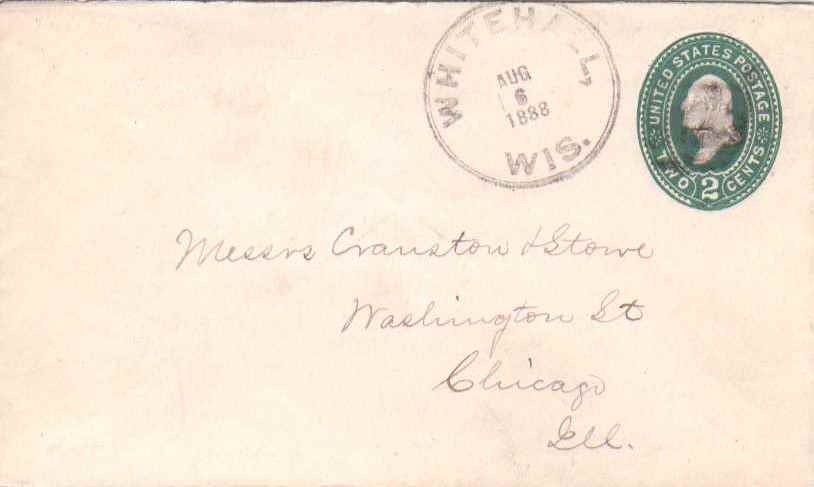 WHITEHALL,
AUG
6
1888
WIS.
UNITED STATES POSTAGE
TWO 2 CENTS
Messrs Cranston & Stowe
Washington St
Chicago
Ill.